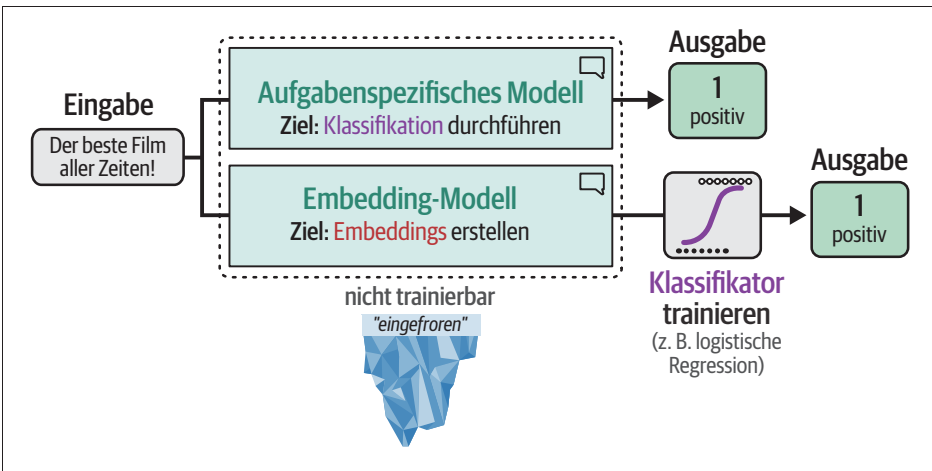 Eingabe
Der beste Film
aller Zeiten!
Aufgabenspezifisches Modell
Ziel: Klassifikation durchführen
Ausgabe
1
positiv
Embedding-Modell
Ziel: Embeddings erstellen
Ausgabe
1
positiv
nicht trainierbar
"eingefroren"
Klassifikator
trainieren
(z. B. logistische
Regression)